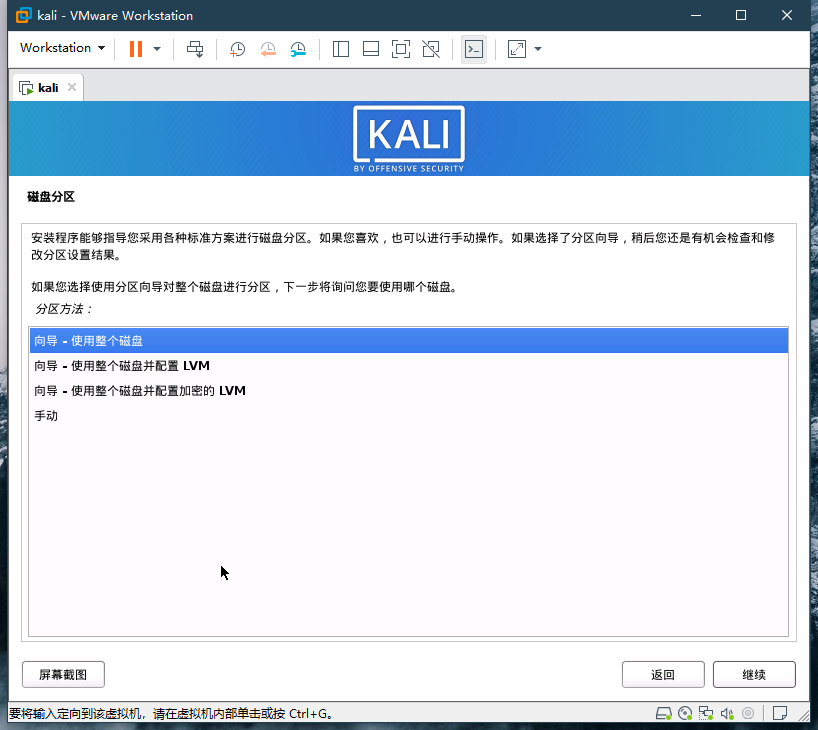 kali - VMware Workstation
Workstation
kali
KALI
BY OFFENSIVE SECURITY
磁盘分区
安装程序能够指导您采用各种标准方案进行磁盘分区。如果您喜欢，也可以进行手动操作。如果选择了分区向导，稍后您还是有机会检查和修
改分区设置结果。
如果您选择使用分区向导对整个磁盘进行分区，下一步将询问您要使用哪个磁盘。
分区方法：
向导 - 使用整个磁盘
向导 - 使用整个磁盘并配置 LVM
向导 - 使用整个磁盘并配置加密的 LVM
手动
屏幕截图
返回
继续
要将输入定向到该虚拟机，请在虚拟机内部单击或按 Ctrl+G。